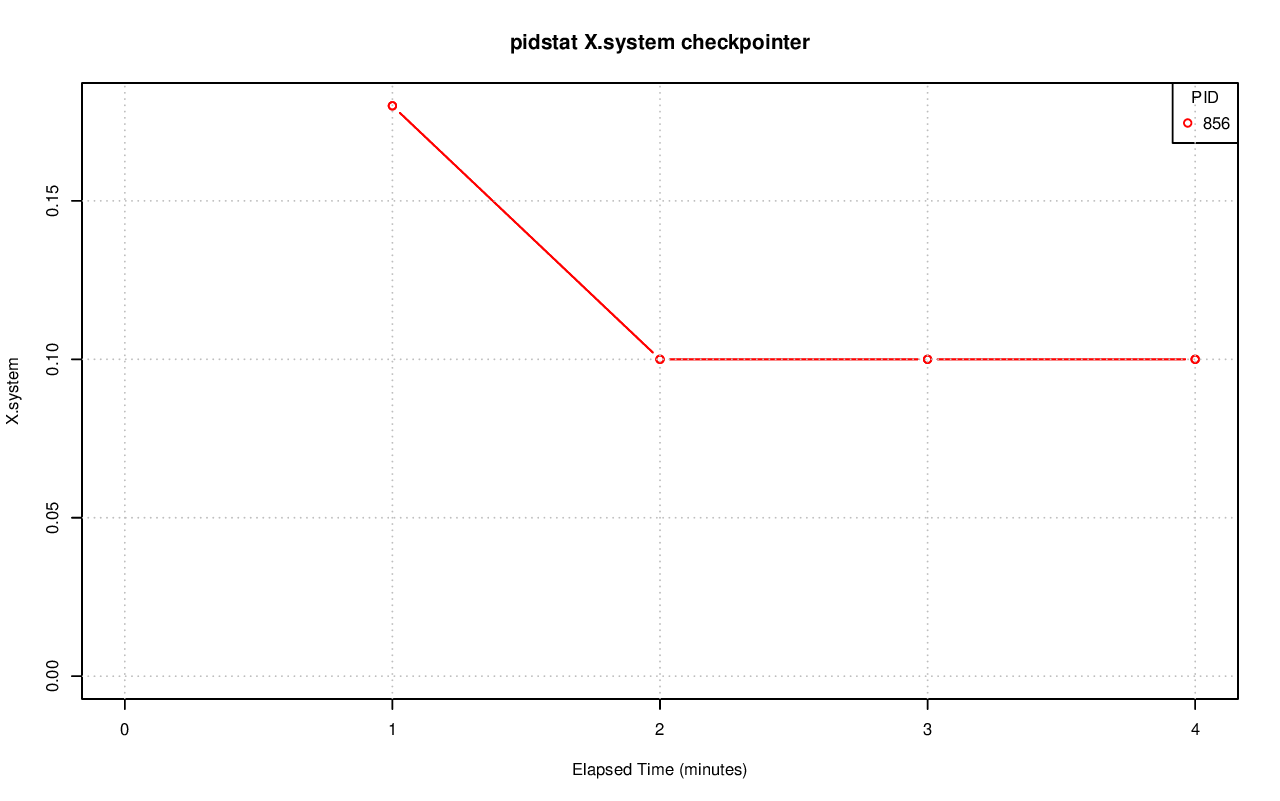 pidstat X.system checkpointer
PID
856
X.system
0.15
0.10
0.05
0.00
0 1 2 3 4
Elapsed Time (minutes)